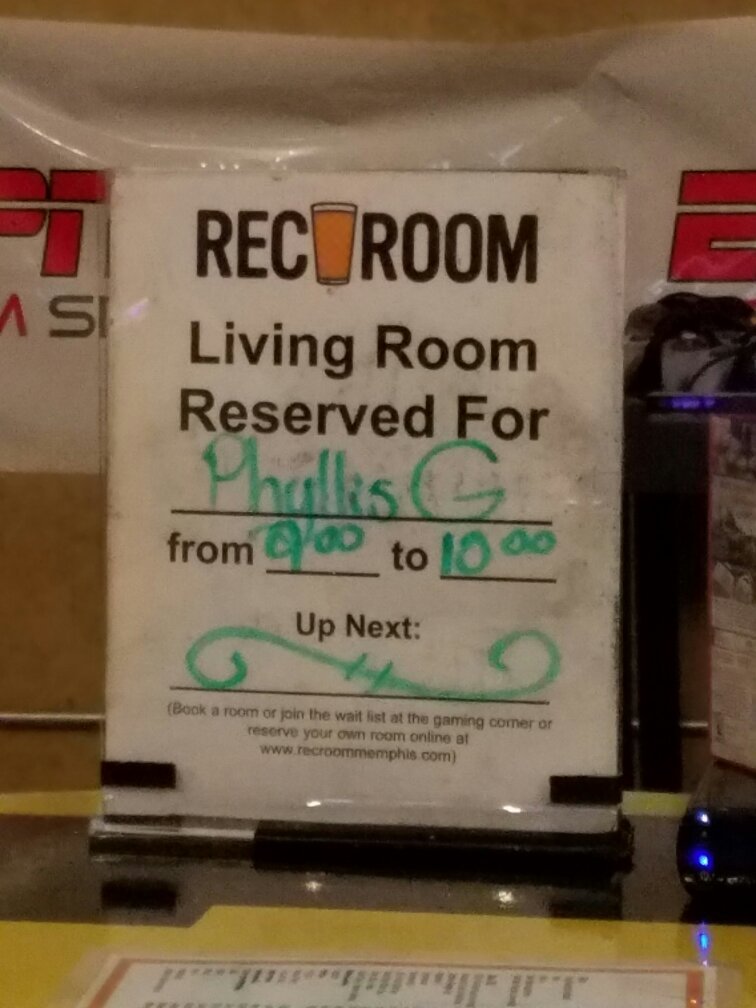 REC ROOM
Living Room
Reserved For
Phyllis G
from 9:00 to 10:00
Up Next:
(Book a room or join the wait list at the gaming corner or
reserve your own room online at
www.recroommemphis.com)